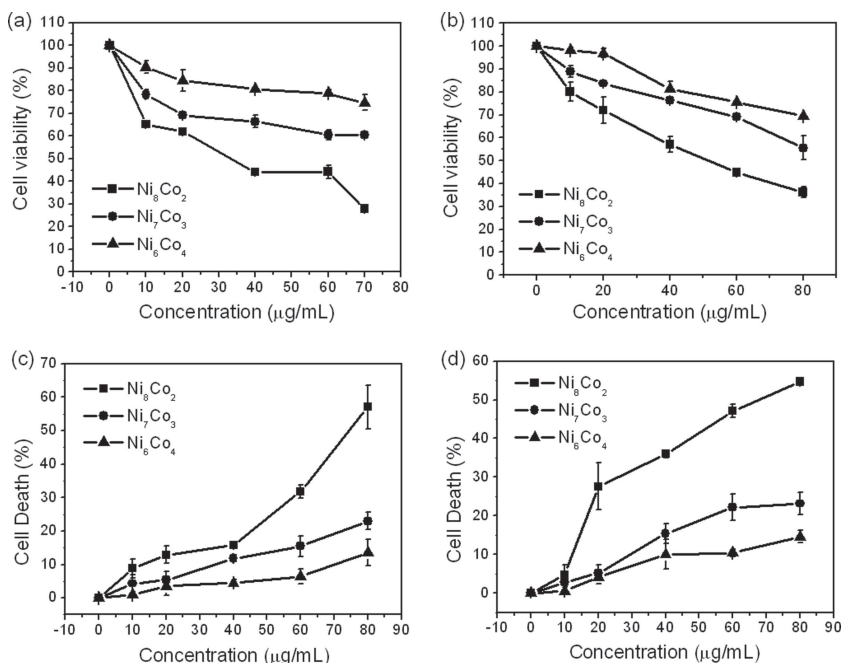 (a)
110
100
90
80
70
60
50
40
30
20
10
0
Cell viability (%)
Ni8Co2
Ni7Co3
Ni6Co4
-10 0 10 20 30 40 50 60 70 80
Concentration (μg/mL)
(b)
110
100
90
80
70
60
50
40
30
20
10
0
Cell viability (%)
Ni8Co2
Ni7Co3
Ni6Co4
0 20 40 60 80
Concentration (μg/mL)
(c)
70
60
50
40
30
20
10
0
Cell Death (%)
Ni8Co2
Ni7Co3
Ni6Co4
-10 0 10 20 30 40 50 60 70 80 90
Concentration (μg/mL)
(d)
60
50
40
30
20
10
0
Cell Death (%)
Ni8Co2
Ni7Co3
Ni6Co4
-10 0 10 20 30 40 50 60 70 80 90
Concentration (μg/mL)